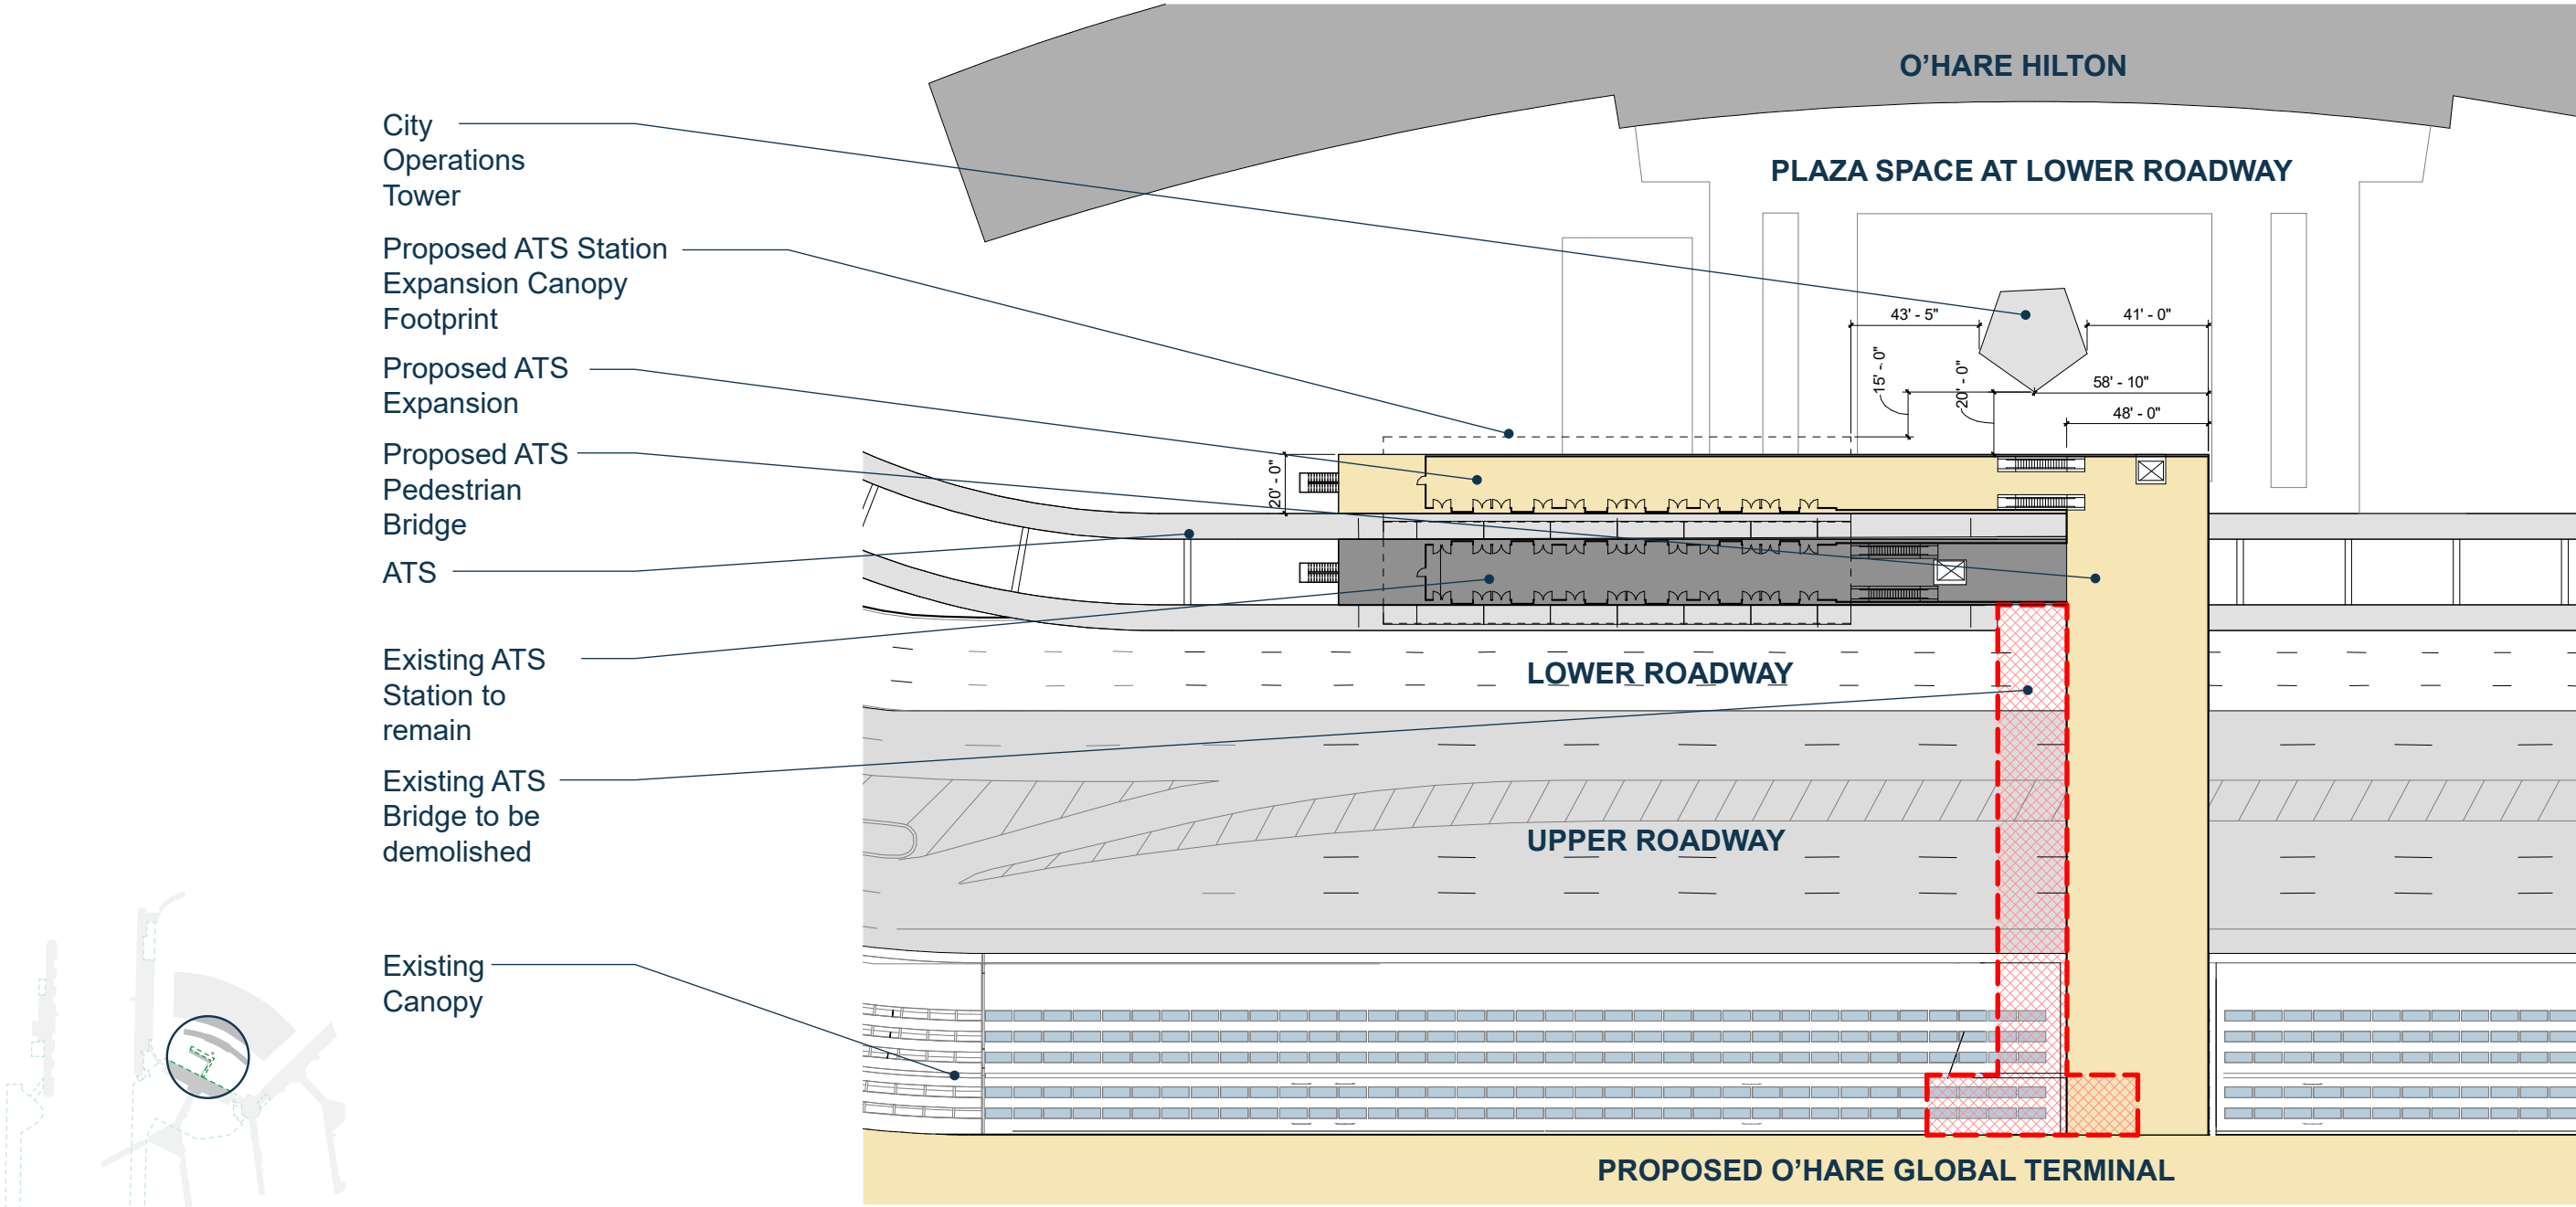 O'HARE HILTON
PLAZA SPACE AT LOWER ROADWAY
City
Operations
Tower
Proposed ATS Station
Expansion Canopy
Footprint
Proposed ATS
Expansion
Proposed ATS
Pedestrian
Bridge
ATS
Existing ATS
Station to
remain
Existing ATS
Bridge to be
demolished
Existing
Canopy
43' - 5"
41' - 0"
15' - 0"
20' - 0"
58' - 10"
48' - 0"
20' - 0"
LOWER ROADWAY
UPPER ROADWAY
PROPOSED O'HARE GLOBAL TERMINAL